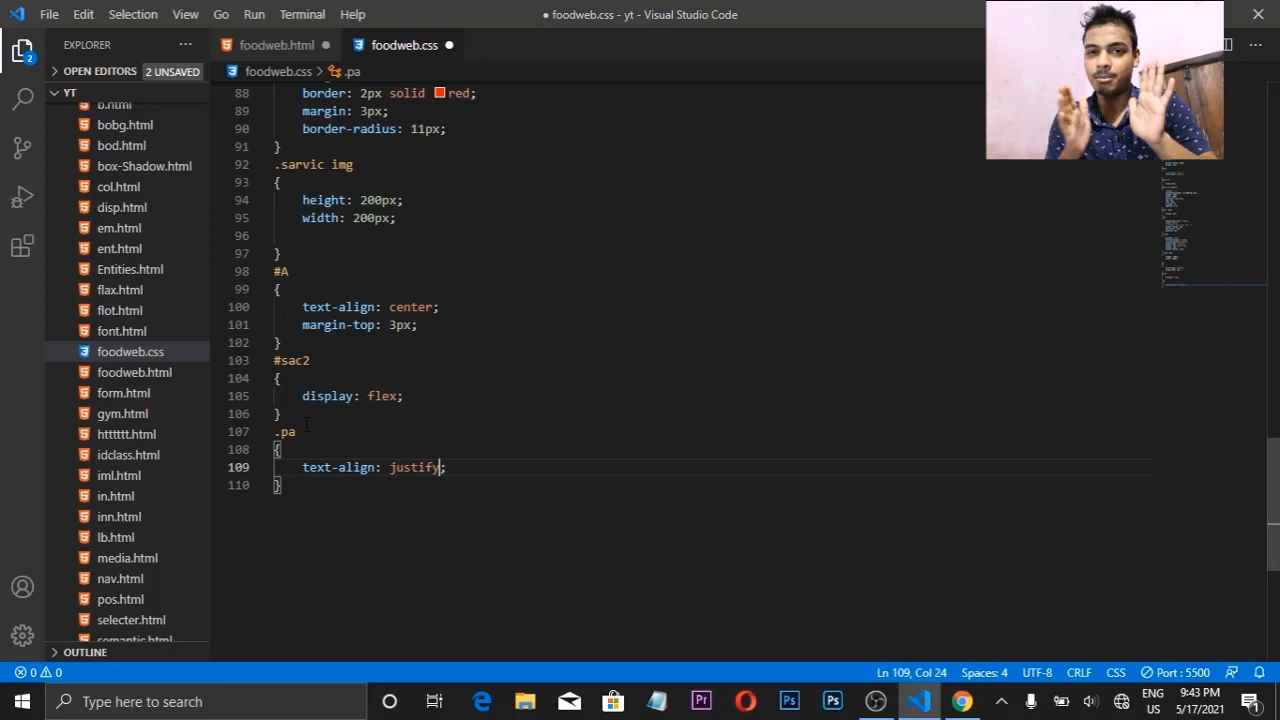 File Edit Selection View Go Run Terminal Help
● foodweb.css - yt - Visual Studio Code
EXPLORER
OPEN EDITORS 2 UNSAVED
YT
b.html
bobg.html
bod.html
box-Shadow.html
col.html
disp.html
em.html
ent.html
Entities.html
flax.html
flot.html
font.html
foodweb.css
foodweb.html
form.html
gym.html
htttttt.html
idclass.html
iml.html
in.html
inn.html
lb.html
media.html
nav.html
pos.html
selecter.html
semantic.html
OUTLINE
foodweb.html ● foodweb.css ●
foodweb.css > .pa
88 border: 2px solid red;
89 margin: 3px;
90 border-radius: 11px;
91 }
92 .sarvic img
93 {
94 height: 200px;
95 width: 200px;
96
97 }
98 #A
99 {
100 text-align: center;
101 margin-top: 3px;
102 }
103 #sac2
104 {
105 display: flex;
106 }
107 .pa
108 {
109 text-align: justify;
110 }
0 0 Ln 109, Col 24 Spaces: 4 UTF-8 CRLF CSS Port : 5500
2
Type here to search
ENG 9:43 PM
US 5/17/2021
1